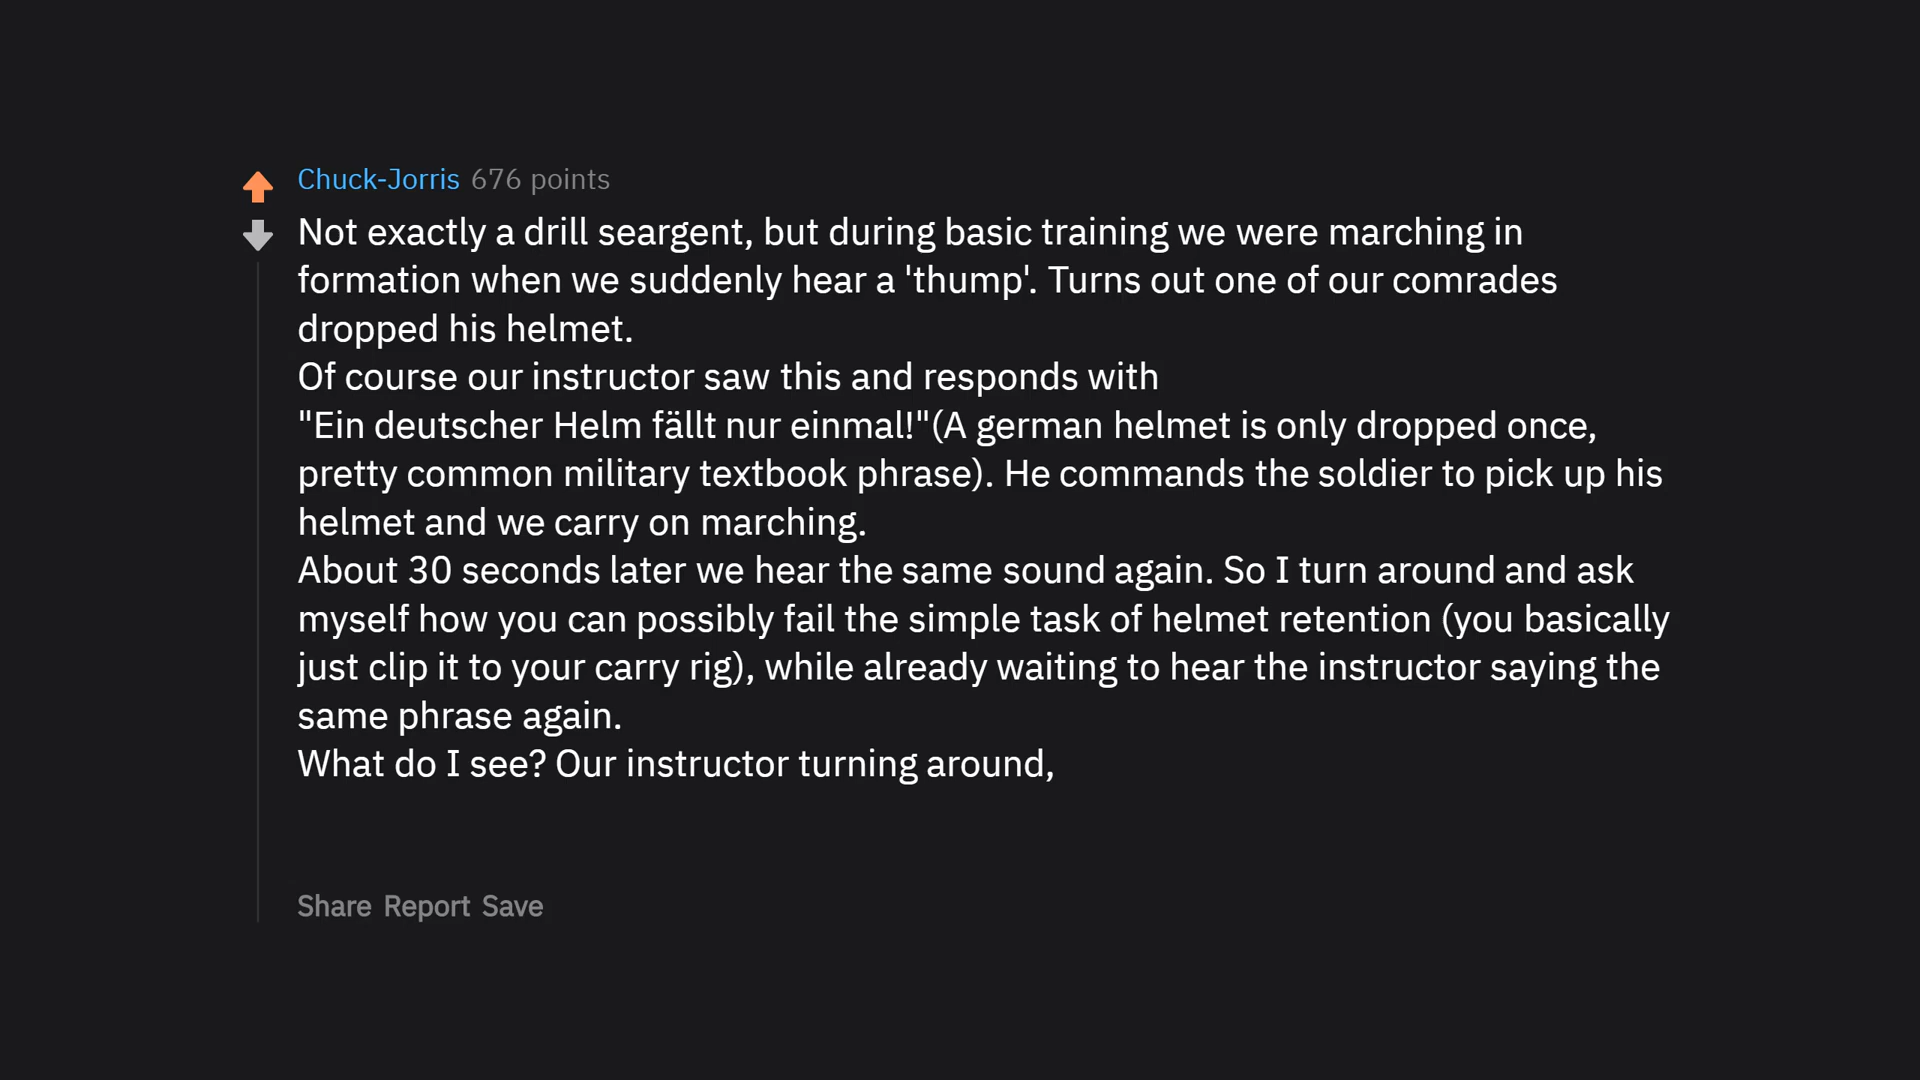 Chuck-Jorris 676 points
Not exactly a drill seargent, but during basic training we were marching in
formation when we suddenly hear a 'thump'. Turns out one of our comrades
dropped his helmet.
Of course our instructor saw this and responds with
"Ein deutscher Helm fällt nur einmal!"(A german helmet is only dropped once,
pretty common military textbook phrase). He commands the soldier to pick up his
helmet and we carry on marching.
About 30 seconds later we hear the same sound again. So I turn around and ask
myself how you can possibly fail the simple task of helmet retention (you basically
just clip it to your carry rig), while already waiting to hear the instructor saying the
same phrase again.
What do I see? Our instructor turning around,
Share Report Save